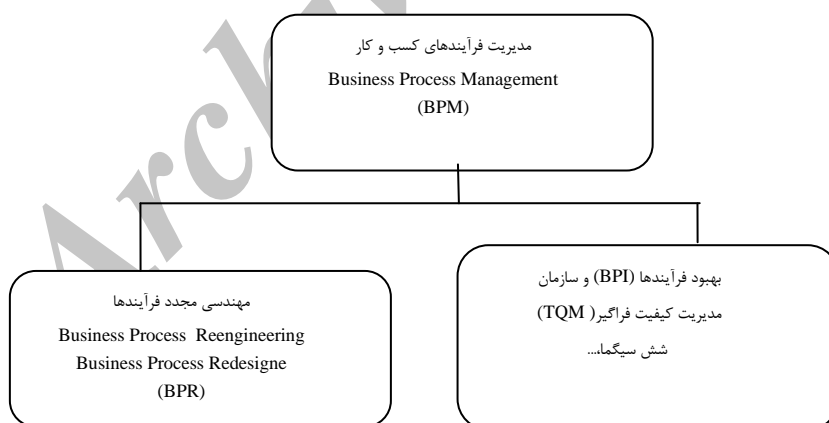 مدیریت فرآیندهای کسب و کار
Business Process Management
(BPM)
بهبود فرآیندها (BPI) و سازمان
مدیریت کیفیت فراگیر( TQM)
شش سیگما،...
مهندسی مجدد فرآیندها
Business Process Reengineering
Business Process Redesigne
(BPR)